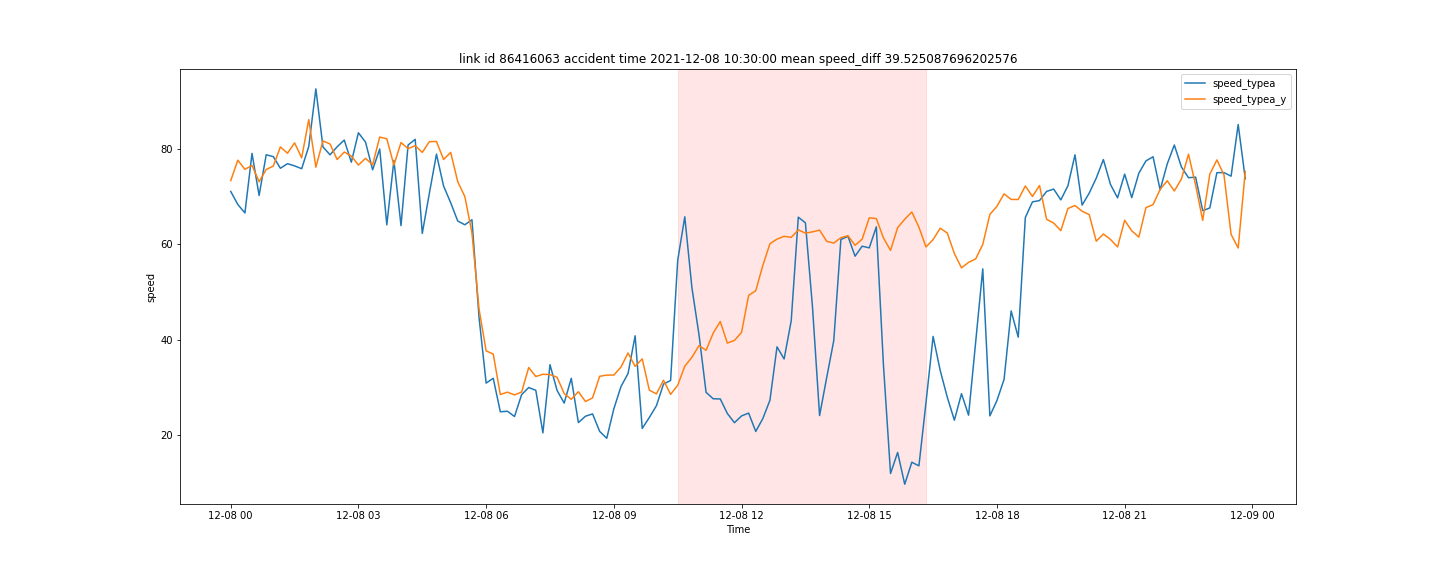 link id 86416063 accident time 2021-12-08 10:30:00 mean speed_diff 39.525087696202576
speed_typea
speed_typea_y
speed
80
60
40
20
12-08 00 12-08 03 12-08 06 12-08 09 12-08 12 12-08 15 12-08 18 12-08 21 12-09 00
Time